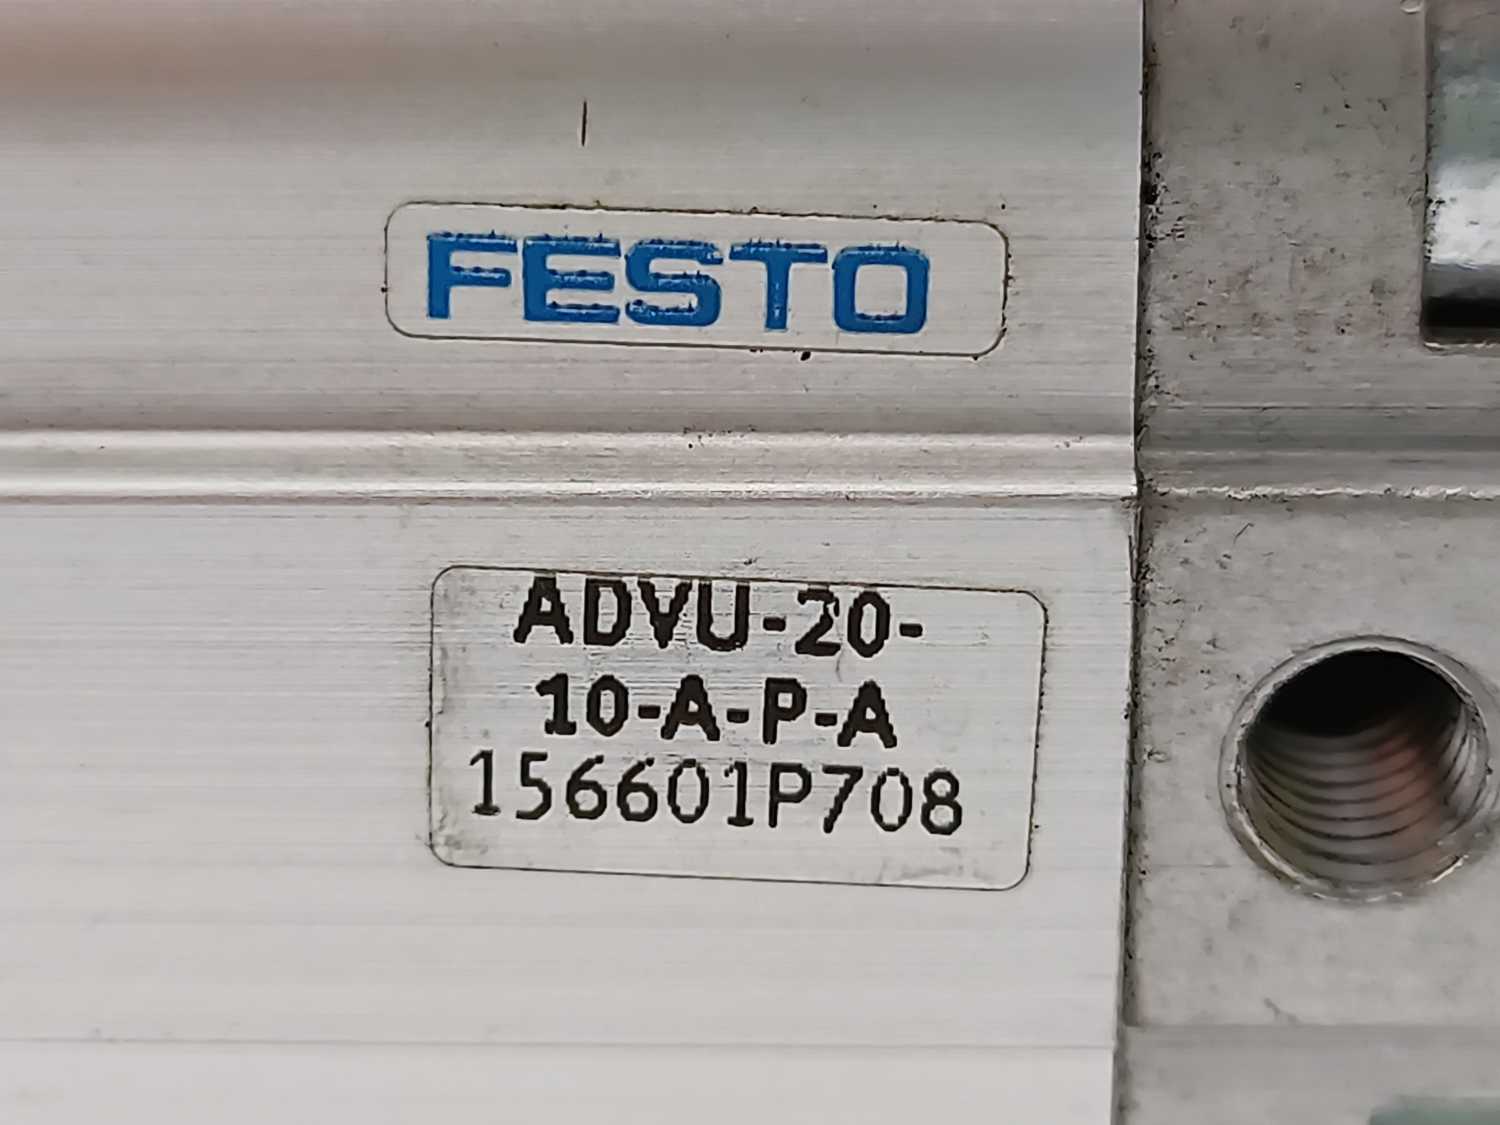 FESTO
ADVU-20-
10-A-P-A
156601P708